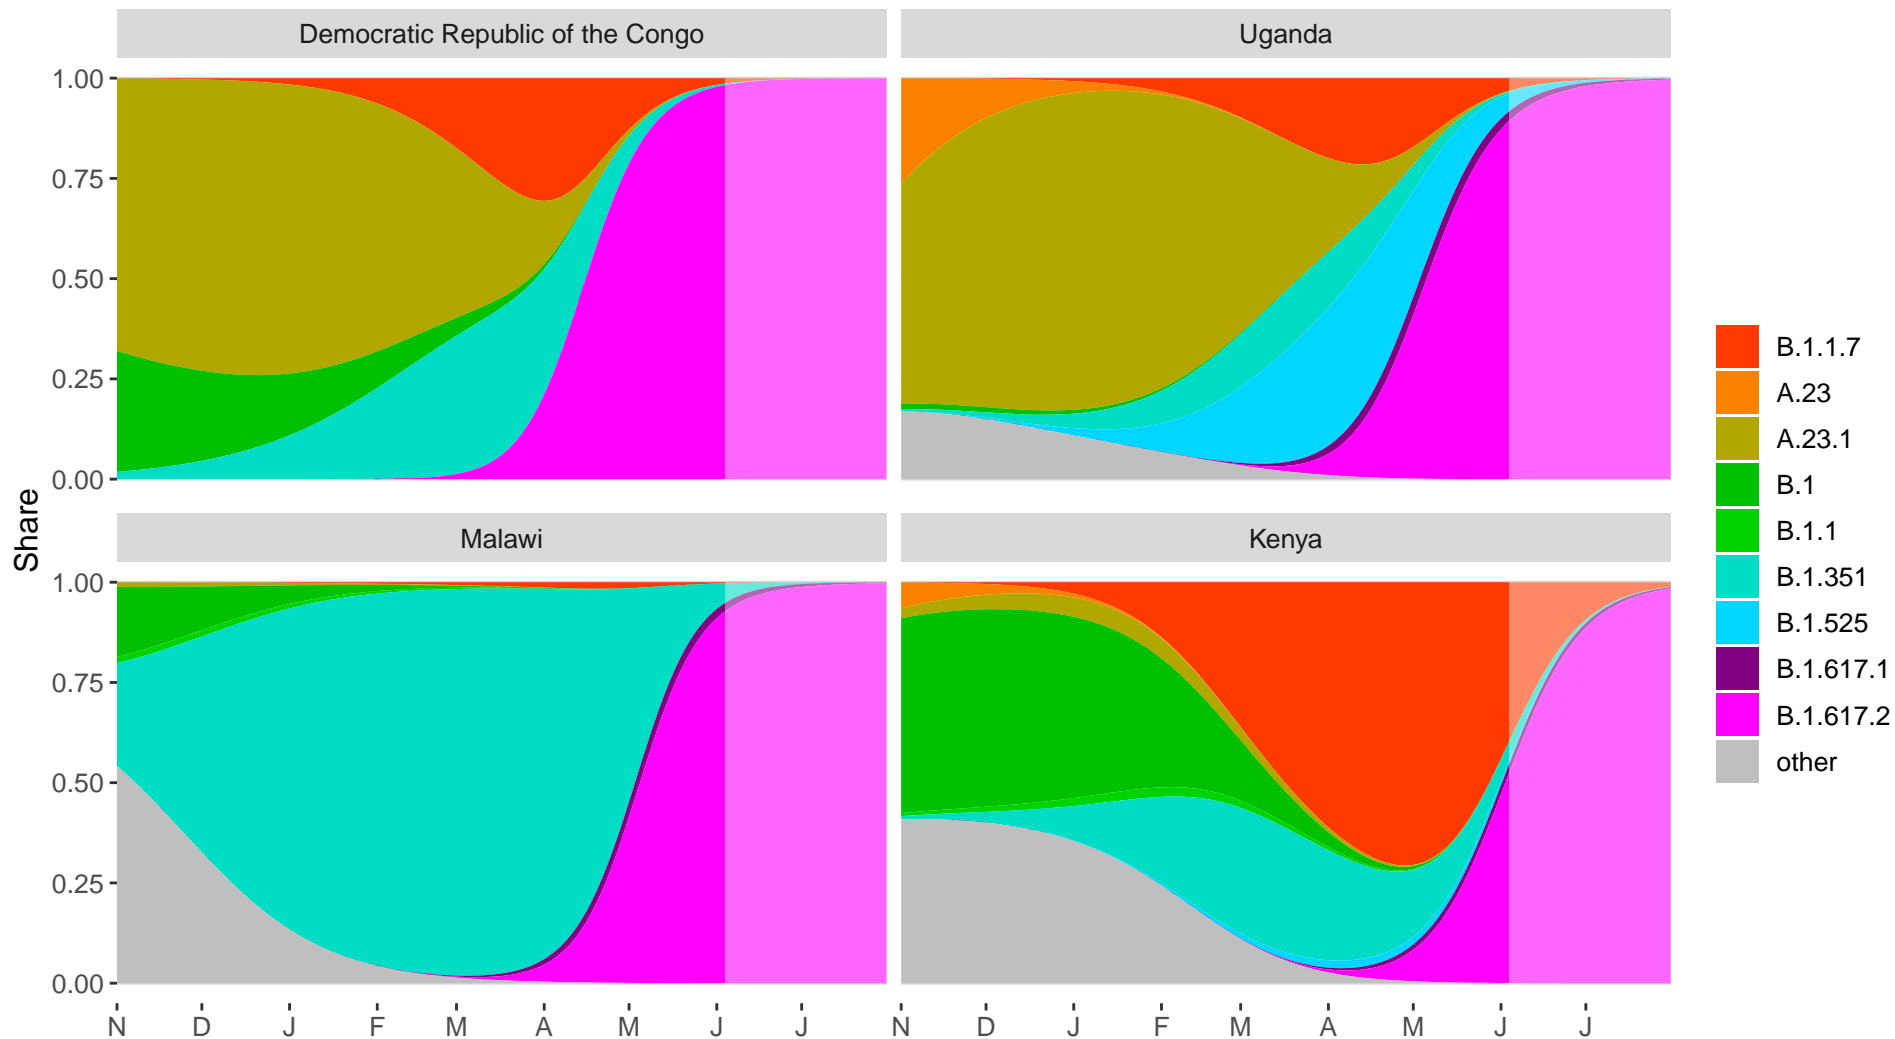 Democratic Republic of the Congo
Uganda
1.00
0.75
0.50
0.25
0.00
Share
Malawi
Kenya
1.00
0.75
0.50
0.25
0.00
N D J F M A M J J
N D J F M A M J J
B.1.1.7
A.23
A.23.1
B.1
B.1.1
B.1.351
B.1.525
B.1.617.1
B.1.617.2
other